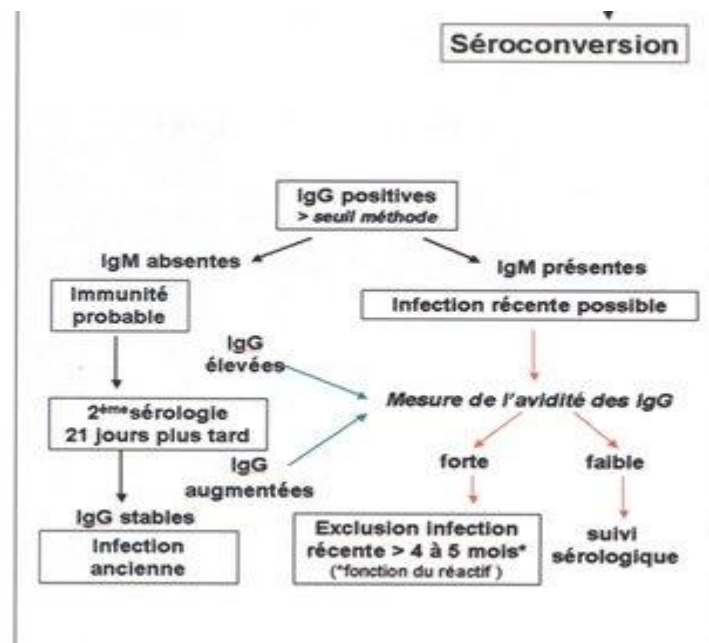 Séroconversion
IgG positives
> seuil méthode
IgM absentes
IgM présentes
Immunité
probable
Infection récente possible
IgG
élevées
Mesure de l'avidité des IgG
2ème sérologie
21 jours plus tard
forte
faible
IgG
augmentées
IgG stables
Infection
ancienne
Exclusion infection
récente > 4 à 5 mois*
(*fonction du réactif )
suivi
sérologique